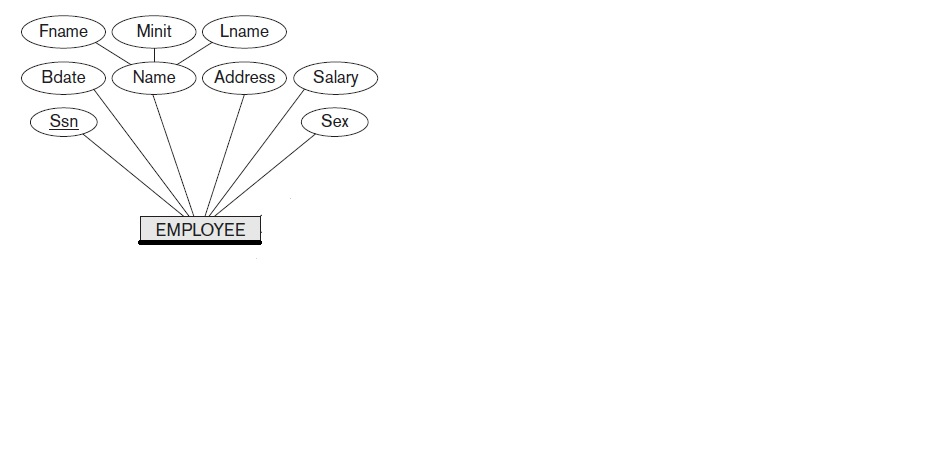 Fname Minit Lname
Bdate Name Address Salary
Ssn Sex
EMPLOYEE